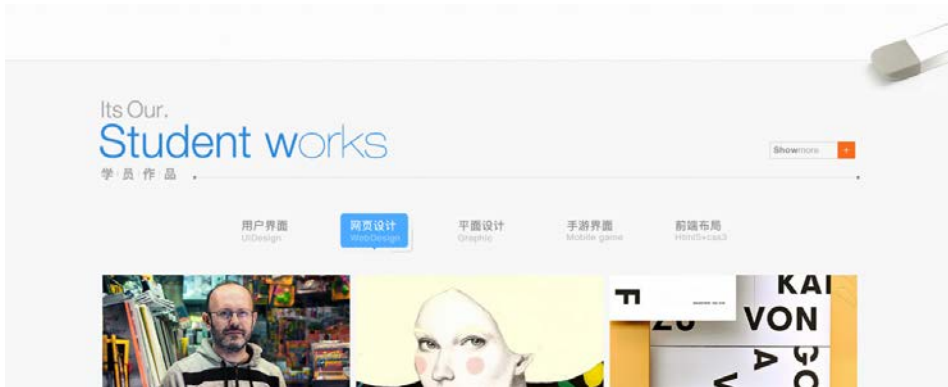 Its Our.
Student works
学 员 作 品
Showmore +
用户界面 网页设计 平面设计 手游界面 前端布局
UIDesign WebDesign Graphic Mobile game Html5+css3
F
KAI
VON